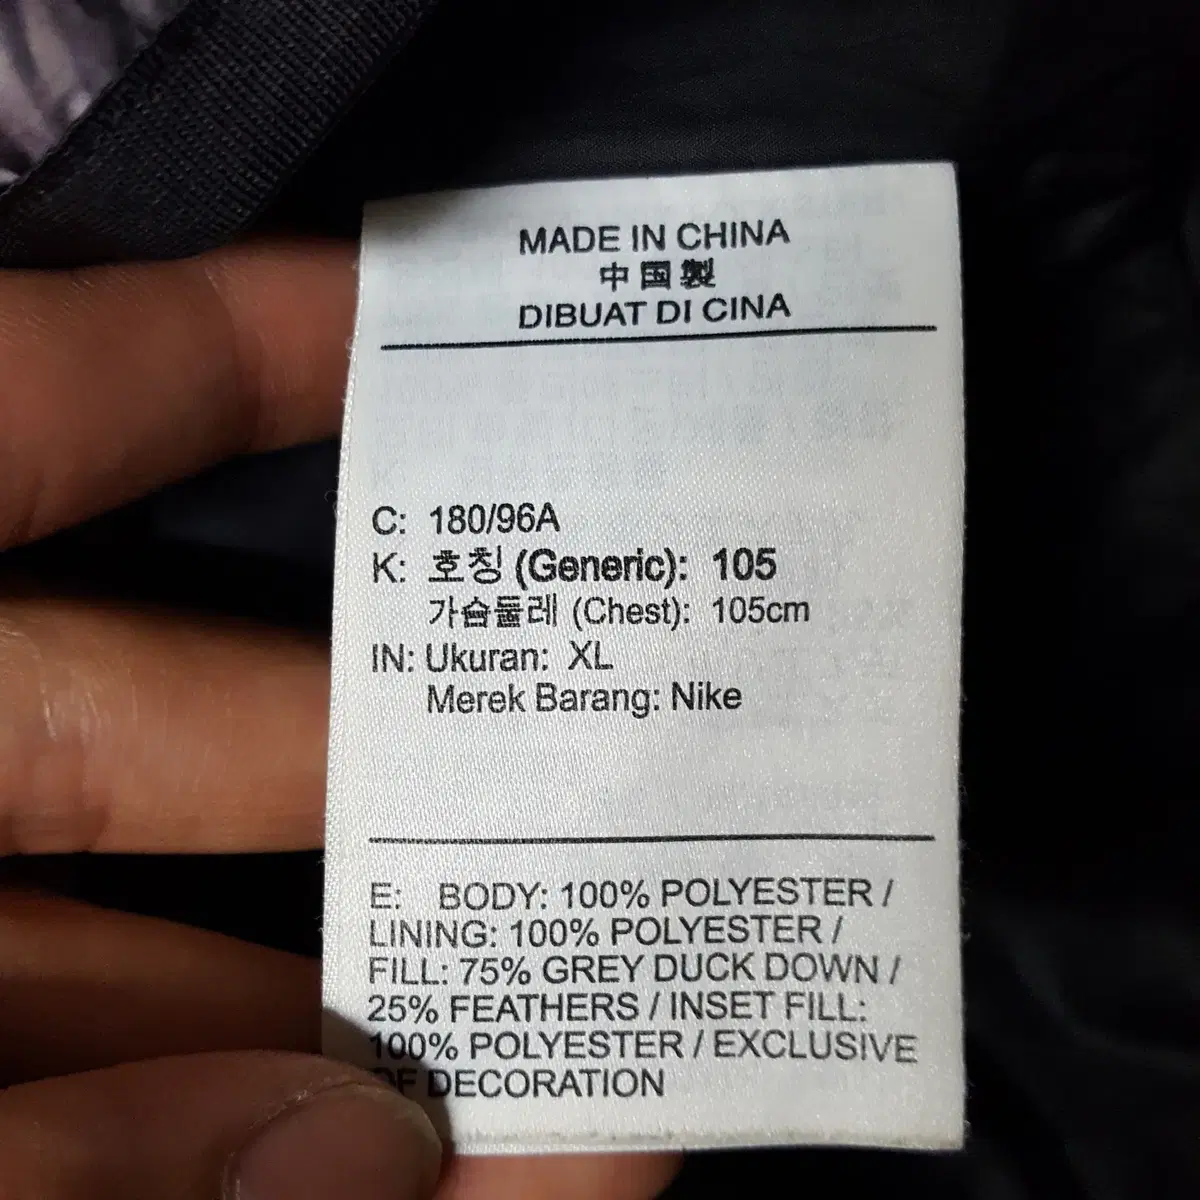 MADE IN CHINA
中国製
DIBUAT DI CINA
C: 180/96A
K: 호칭 (Generic): 105
가슴둘레 (Chest): 105cm
IN: Ukuran: XL
Merek Barang: Nike
E: BODY: 100% POLYESTER /
LINING: 100% POLYESTER /
FILL: 75% GREY DUCK DOWN /
25% FEATHERS / INSET FILL:
100% POLYESTER / EXCLUSIVE
OF DECORATION